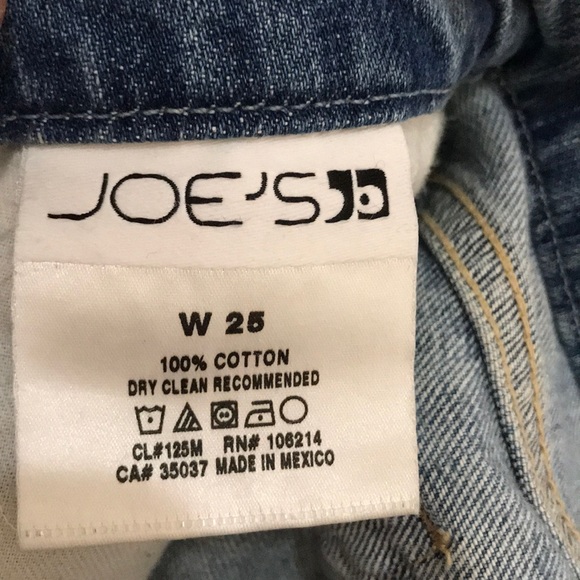 JOE'S
W 25
100% COTTON
DRY CLEAN RECOMMENDED
CL#125M RN# 106214
CA# 35037 MADE IN MEXICO